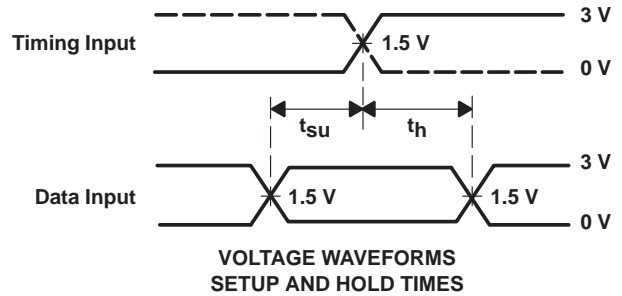 3 V
Timing Input
1.5 V
0 V
tsu
th
3 V
Data Input
1.5 V
1.5 V
0 V
VOLTAGE WAVEFORMS
SETUP AND HOLD TIMES